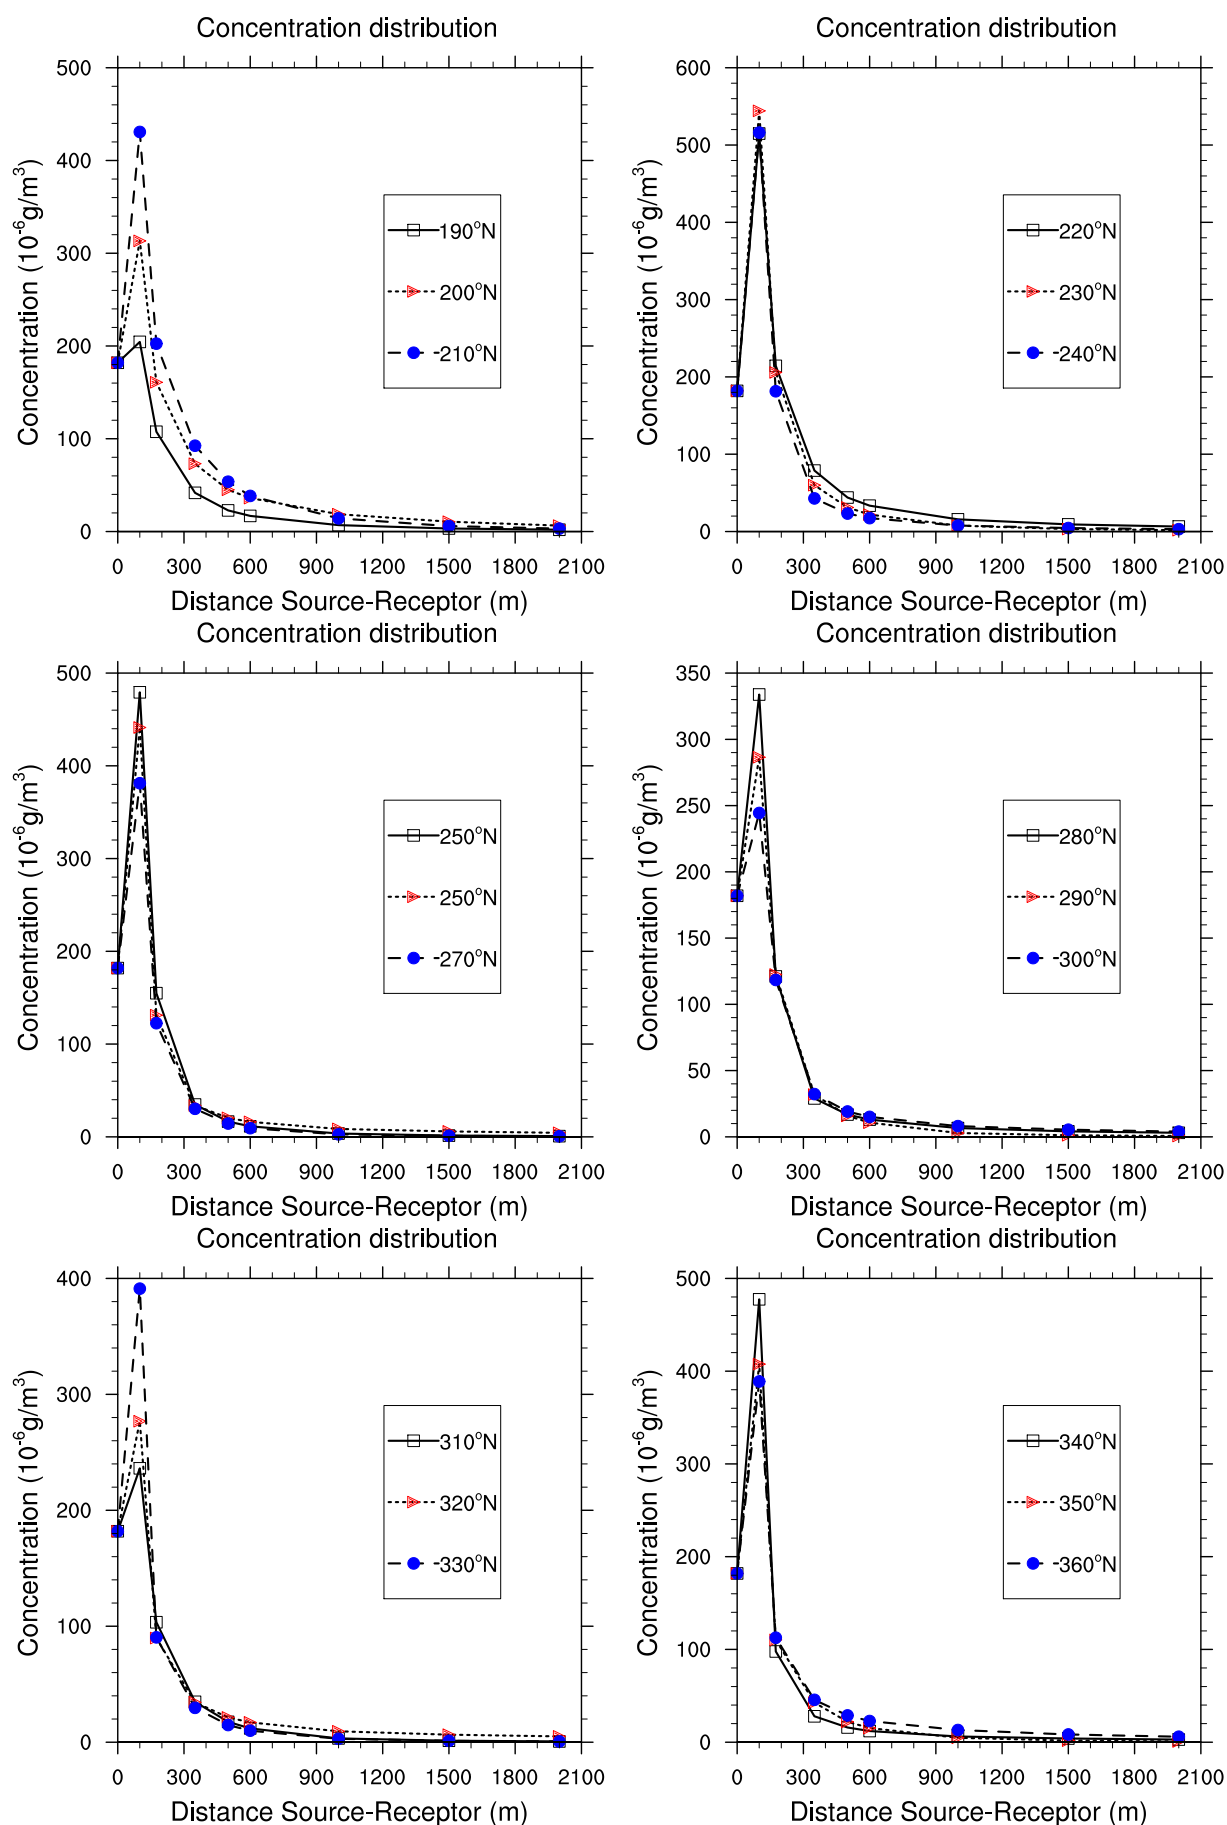 Concentration distribution
500
400
300
200
100
0
Concentration (10⁻⁶g/m³)
190°N
200°N
210°N
0 300 600 900 1200 1500 1800 2100
Distance Source-Receptor (m)
Concentration distribution
600
500
400
300
200
100
0
Concentration (10⁻⁶g/m³)
220°N
230°N
240°N
0 300 600 900 1200 1500 1800 2100
Distance Source-Receptor (m)
Concentration distribution
500
400
300
200
100
0
Concentration (10⁻⁶g/m³)
250°N
250°N
270°N
0 300 600 900 1200 1500 1800 2100
Distance Source-Receptor (m)
Concentration distribution
350
300
250
200
150
100
50
0
Concentration (10⁻⁶g/m³)
280°N
290°N
300°N
0 300 600 900 1200 1500 1800 2100
Distance Source-Receptor (m)
Concentration distribution
400
300
200
100
0
Concentration (10⁻⁶g/m³)
310°N
320°N
330°N
0 300 600 900 1200 1500 1800 2100
Distance Source-Receptor (m)
Concentration distribution
500
400
300
200
100
0
Concentration (10⁻⁶g/m³)
340°N
350°N
360°N
0 300 600 900 1200 1500 1800 2100
Distance Source-Receptor (m)